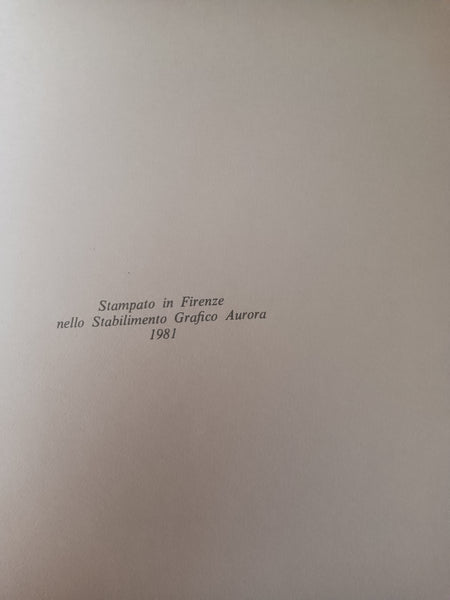 Stampato in Firenze
nello Stabilimento Grafico Aurora
1981